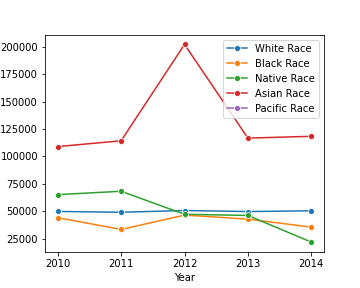 200000
175000
150000
125000
100000
75000
50000
25000
White Race
Black Race
Native Race
Asian Race
Pacific Race
2010 2011 2012 2013 2014
Year